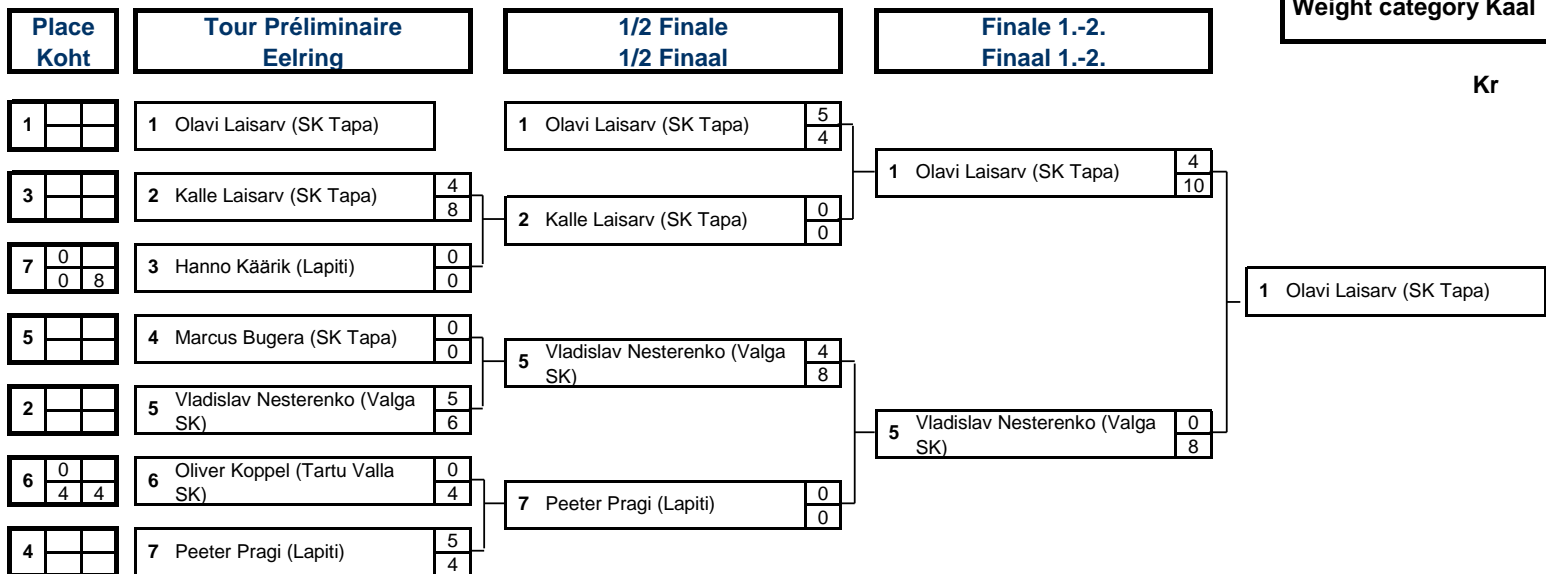 Place
Koht
Tour Préliminaire
Eelring
1/2 Finale
1/2 Finaal
Finale 1.-2.
Finaal 1.-2.
Weight category Kaal
Kr
1
1 Olavi Laisarv (SK Tapa)
1 Olavi Laisarv (SK Tapa) 5
4
1 Olavi Laisarv (SK Tapa) 4
10
3
2 Kalle Laisarv (SK Tapa) 4
8
2 Kalle Laisarv (SK Tapa) 0
0
7 0
0 8
3 Hanno Käärik (Lapiti) 0
0
1 Olavi Laisarv (SK Tapa)
5
4 Marcus Bugera (SK Tapa) 0
0
5 Vladislav Nesterenko (Valga 4
SK) 8
2
5 Vladislav Nesterenko (Valga 5
SK) 6
5 Vladislav Nesterenko (Valga 0
SK) 8
6 0
4 4
6 Oliver Koppel (Tartu Valla 0
SK) 4
7 Peeter Pragi (Lapiti) 0
0
4
7 Peeter Pragi (Lapiti) 5
4